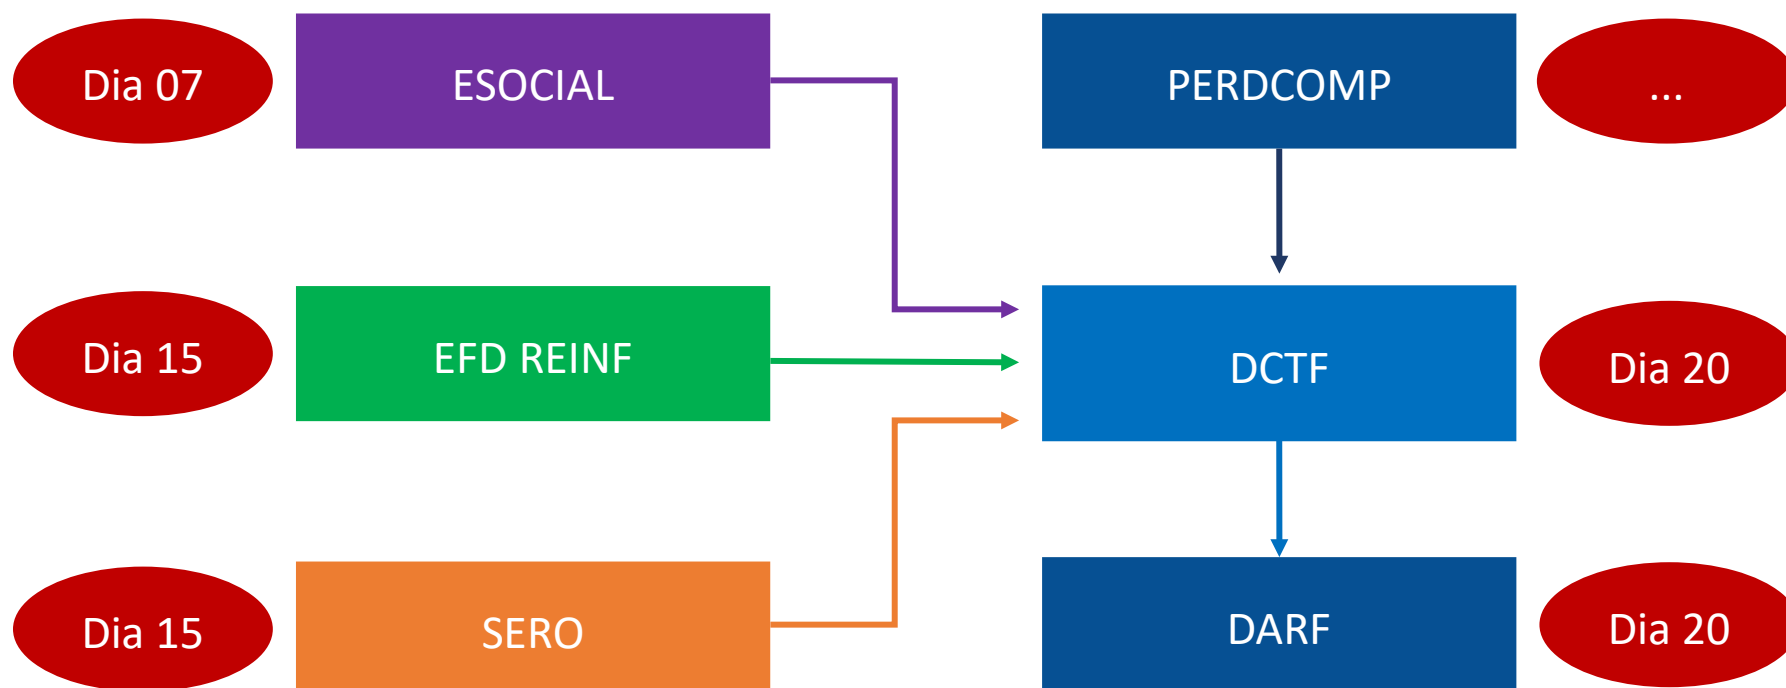 Dia 07
ESOCIAL
PERDCOMP
...
Dia 15
EFD REINF
DCTF
Dia 20
Dia 15
SERO
DARF
Dia 20